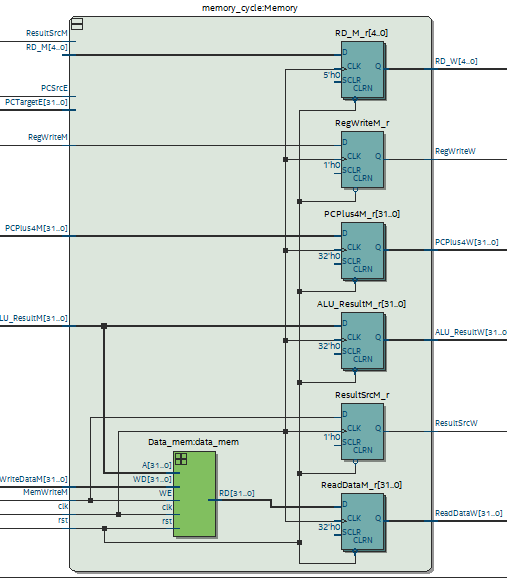 memory_cycle:Memory
ResultSrcM
RD_M[4..0]
PCSrcE
PCTargetE[31..0]
RegWriteM
PCPlus4M[31..0]
LU_ResultM[31..0]
WriteDataM[31..0]
MemWriteM
clk
rst
Data_mem:data_mem
A[31..0]
WD[31..0]
WE
clk
rst
RD[31..0]
RD_M_r[4..0]
D
CLK
Q
5'h0
SCLR
CLRN
RD_W[4..0]
RegWriteM_r
D
CLK
Q
1'h0
SCLR
CLRN
RegWriteW
PCPlus4M_r[31..0]
D
CLK
Q
32'h0
SCLR
CLRN
PCPlus4W[31..0]
ALU_ResultM_r[31..0]
D
CLK
Q
32'h0
SCLR
CLRN
ALU_ResultW[31..0
ResultSrcM_r
D
CLK
Q
1'h0
SCLR
CLRN
ResultSrcW
ReadDataM_r[31..0]
D
CLK
Q
32'h0
SCLR
CLRN
ReadDataW[31..0]